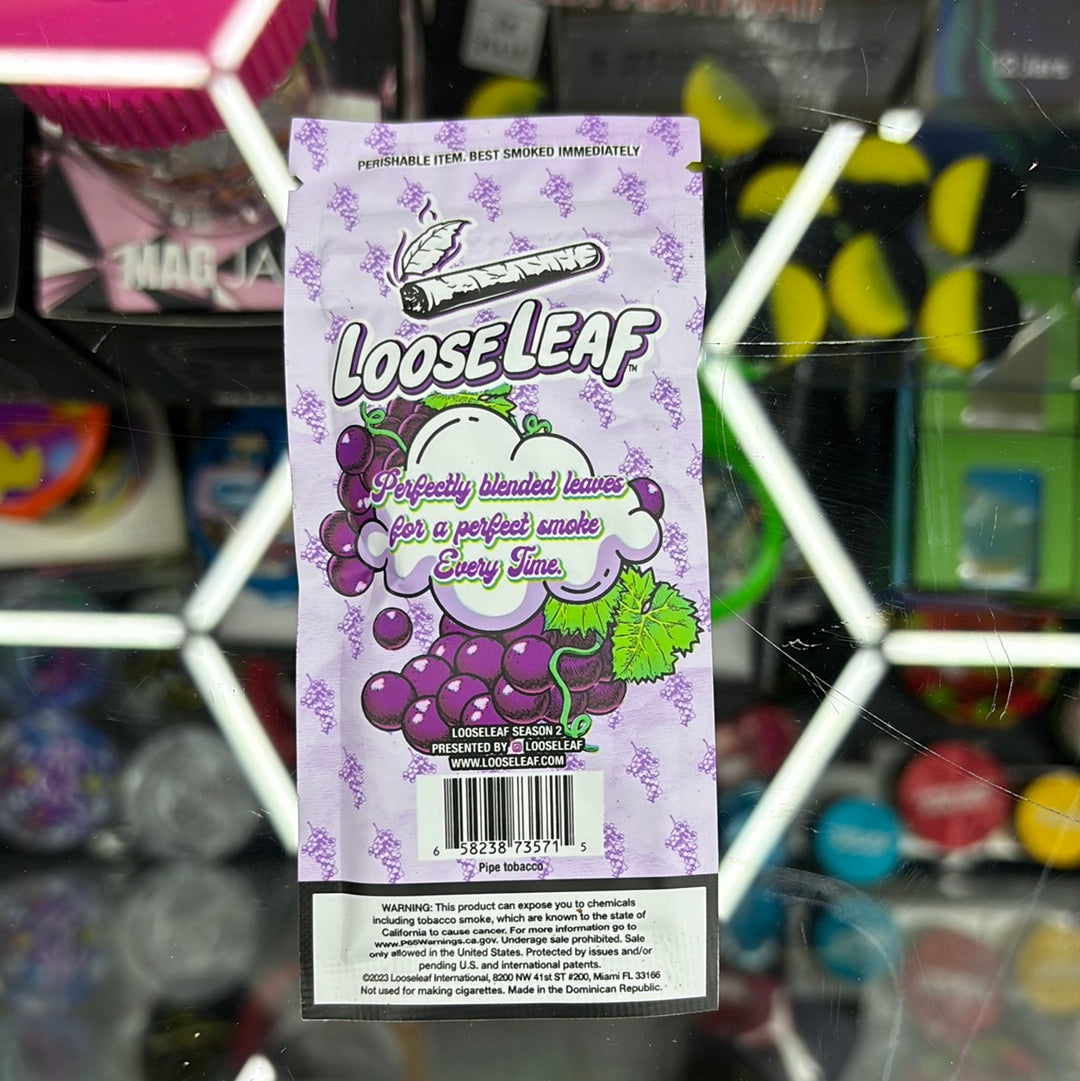 PERISHABLE ITEM. BEST SMOKED IMMEDIATELY
MAG JA
LOOSELEAF™
Perfectly blended leaves
for a perfect smoke
Every Time.
LOOSELEAF SEASON 2
PRESENTED BY LOOSELEAF
WWW.LOOSELEAF.COM
6 58238 73571 5
Pipe tobacco
WARNING: This product can expose you to chemicals
including tobacco smoke, which are known to the state of
California to cause cancer. For more information go to
www.P65Warnings.ca.gov. Underage sale prohibited. Sale
only allowed in the United States. Protected by issues and/or
pending U.S. and international patents.
©2023 Looseleaf International, 8200 NW 41st ST #200, Miami FL 33166
Not used for making cigarettes. Made in the Dominican Republic.